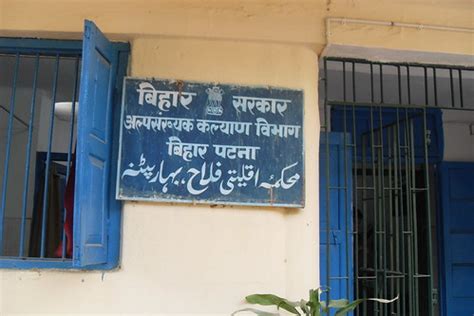 बिहार सरकार
अल्पसंख्यक कल्याण विभाग
बिहार पटना
محکمہ اقلیتی فلاح، بہار پٹنہ